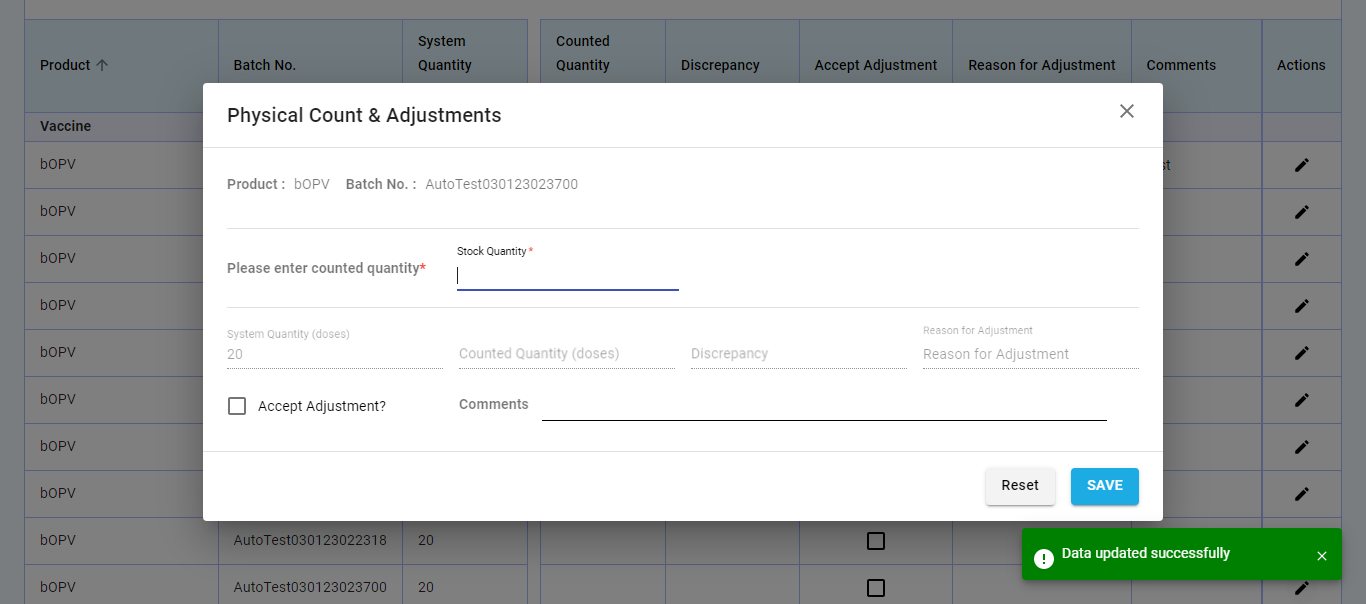 System Quantity
Counted Quantity
Product
Batch No.
Discrepancy
Accept Adjustment
Reason for Adjustment
Comments
Actions
Physical Count & Adjustments
Vaccine
bOPV
Product : bOPV Batch No. : AutoTest030123023700
bOPV
Stock Quantity *
bOPV
Please enter counted quantity*
bOPV
System Quantity (doses)
Reason for Adjustment
bOPV
20
Counted Quantity (doses)
Discrepancy
Reason for Adjustment
bOPV
Accept Adjustment?
Comments
bOPV
bOPV
Reset
SAVE
bOPV AutoTest030123022318 20
Data updated successfully
bOPV AutoTest030123023700 20